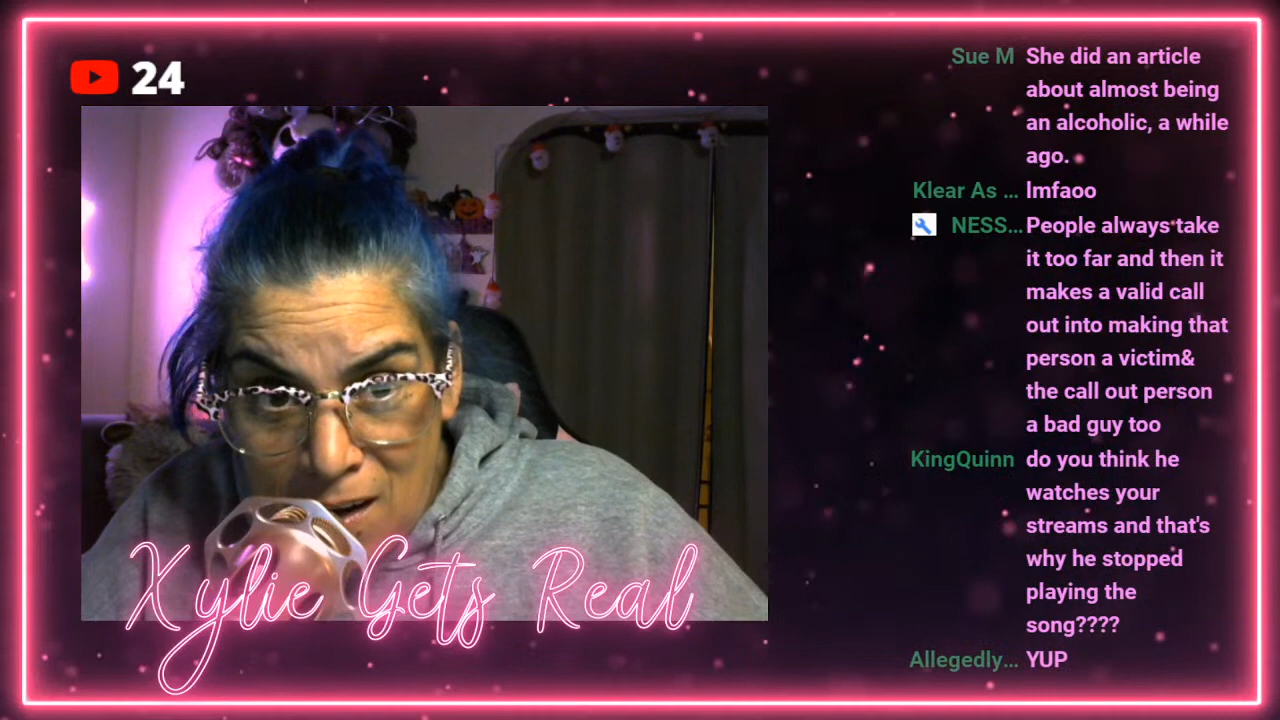 24
Xylie Gets Real
Sue M She did an article
about almost being
an alcoholic, a while
ago.
Klear As ... lmfaoo
NESS... People always take
it too far and then it
makes a valid call
out into making that
person a victim&
the call out person
a bad guy too
KingQuinn do you think he
watches your
streams and that's
why he stopped
playing the
song????
Allegedly... YUP